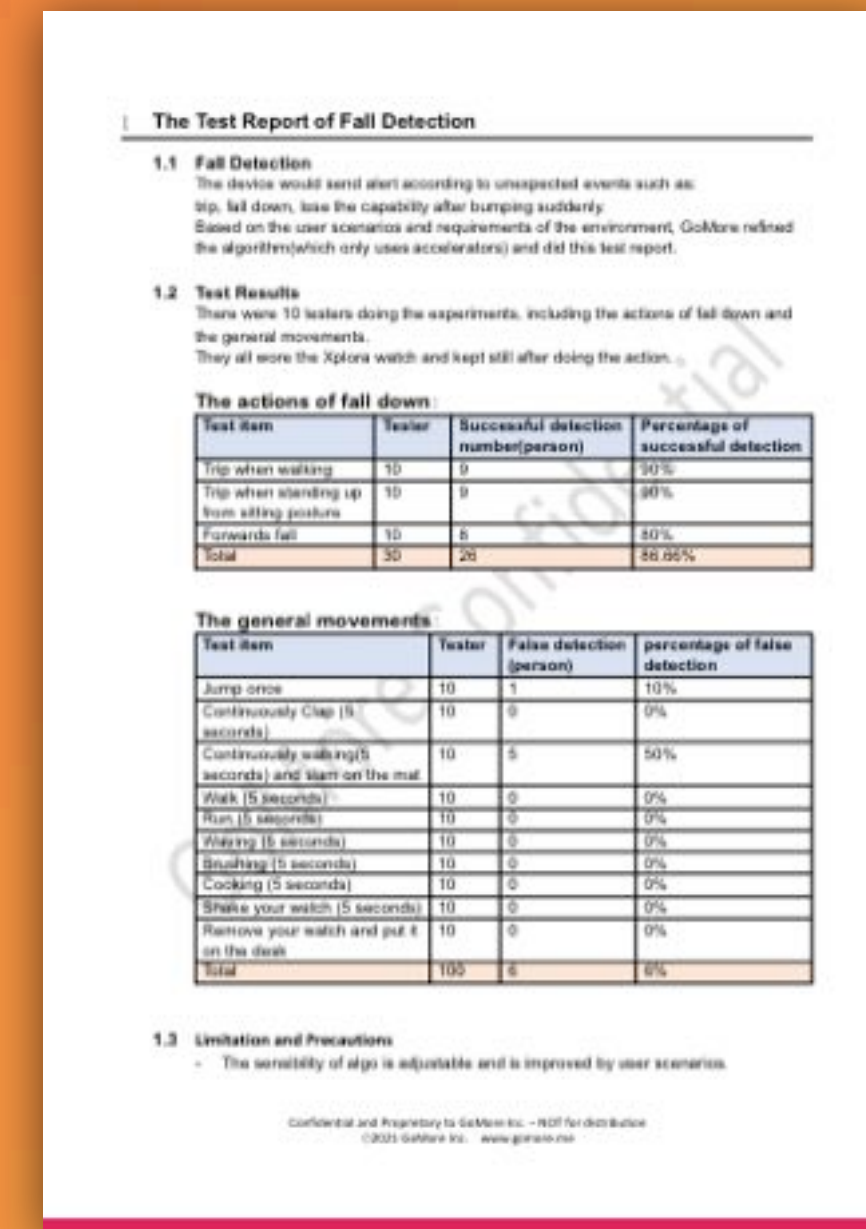 1 The Test Report of Fall Detection
1.1 Fall Detection
The device would send alert according to unexpected events such as:
trip, fall down, lose the capability after bumping suddenly.
Based on the user scenarios and requirements of the environment, GoMore refined
the algorithm(which only uses accelerators) and did this test report.
1.2 Test Results
There were 10 testers doing the experiments, including the actions of fall down and
the general movements.
They all wore the Xplora watch and kept still after doing the action.
The actions of fall down:
Test item Tester Successful detection Percentage of
number(person) successful detection
Trip when walking 10 9 90%
Trip when standing up 10 9 90%
from sitting posture
Forwards fall 10 8 80%
Total 30 26 86.66%
The general movements:
Test item Tester False detection percentage of false
(person) detection
Jump once 10 1 10%
Continuously Clap (5 10 0 0%
seconds)
Continuously walking(5 10 5 50%
seconds) and slam on the mat
Walk (5 seconds) 10 0 0%
Run (5 seconds) 10 0 0%
Waving (5 seconds) 10 0 0%
Brushing (5 seconds) 10 0 0%
Cooking (5 seconds) 10 0 0%
Shake your watch (5 seconds) 10 0 0%
Remove your watch and put it 10 0 0%
on the desk
Total 100 6 6%
1.3 Limitation and Precautions
- The sensibility of algo is adjustable and is improved by user scenarios.
Confidential and Proprietary to GoMore Inc. – NOT for distribution
©2021 GoMore Inc. www.gomore.me
GoMore Confidential